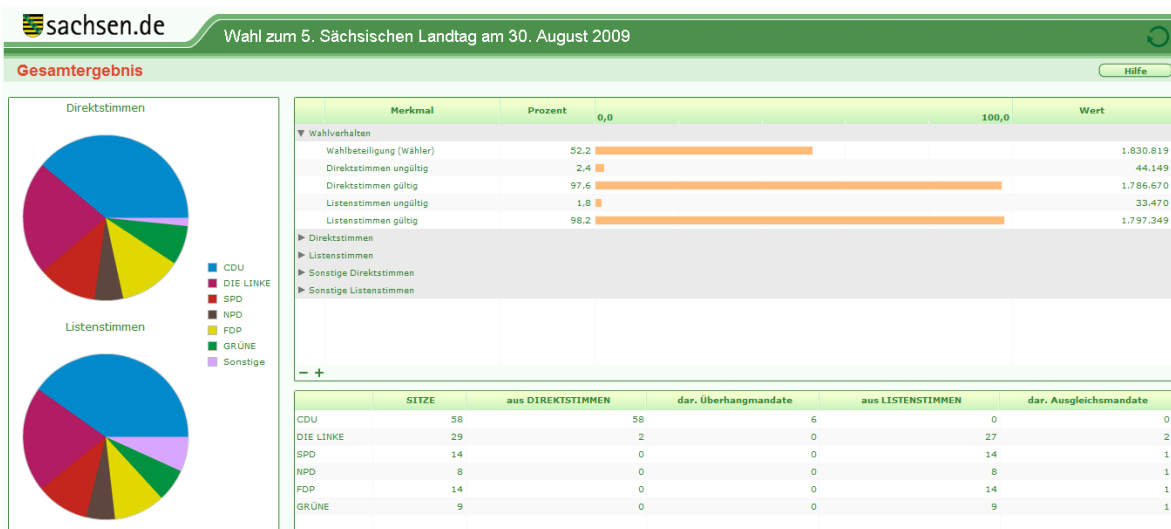 sachsen.de
Wahl zum 5. Sächsischen Landtag am 30. August 2009
Gesamtergebnis
Hilfe
Direktstimmen
Listenstimmen
CDU
DIE LINKE
SPD
NPD
FDP
GRÜNE
Sonstige
Merkmal Prozent 0,0 100,0 Wert
Wahlverhalten
Wahlbeteiligung (Wähler) 52,2 1.830.819
Direktstimmen ungültig 2,4 44.149
Direktstimmen gültig 97,6 1.786.670
Listenstimmen ungültig 1,8 33.470
Listenstimmen gültig 98,2 1.797.349
Direktstimmen
Listenstimmen
Sonstige Direktstimmen
Sonstige Listenstimmen
− +
SITZE aus DIREKTSTIMMEN dar. Überhangmandate aus LISTENSTIMMEN dar. Ausgleichsmandate
CDU 58 58 6 0 0
DIE LINKE 29 2 0 27 2
SPD 14 0 0 14 1
NPD 8 0 0 8 1
FDP 14 0 0 14 1
GRÜNE 9 0 0 9 1